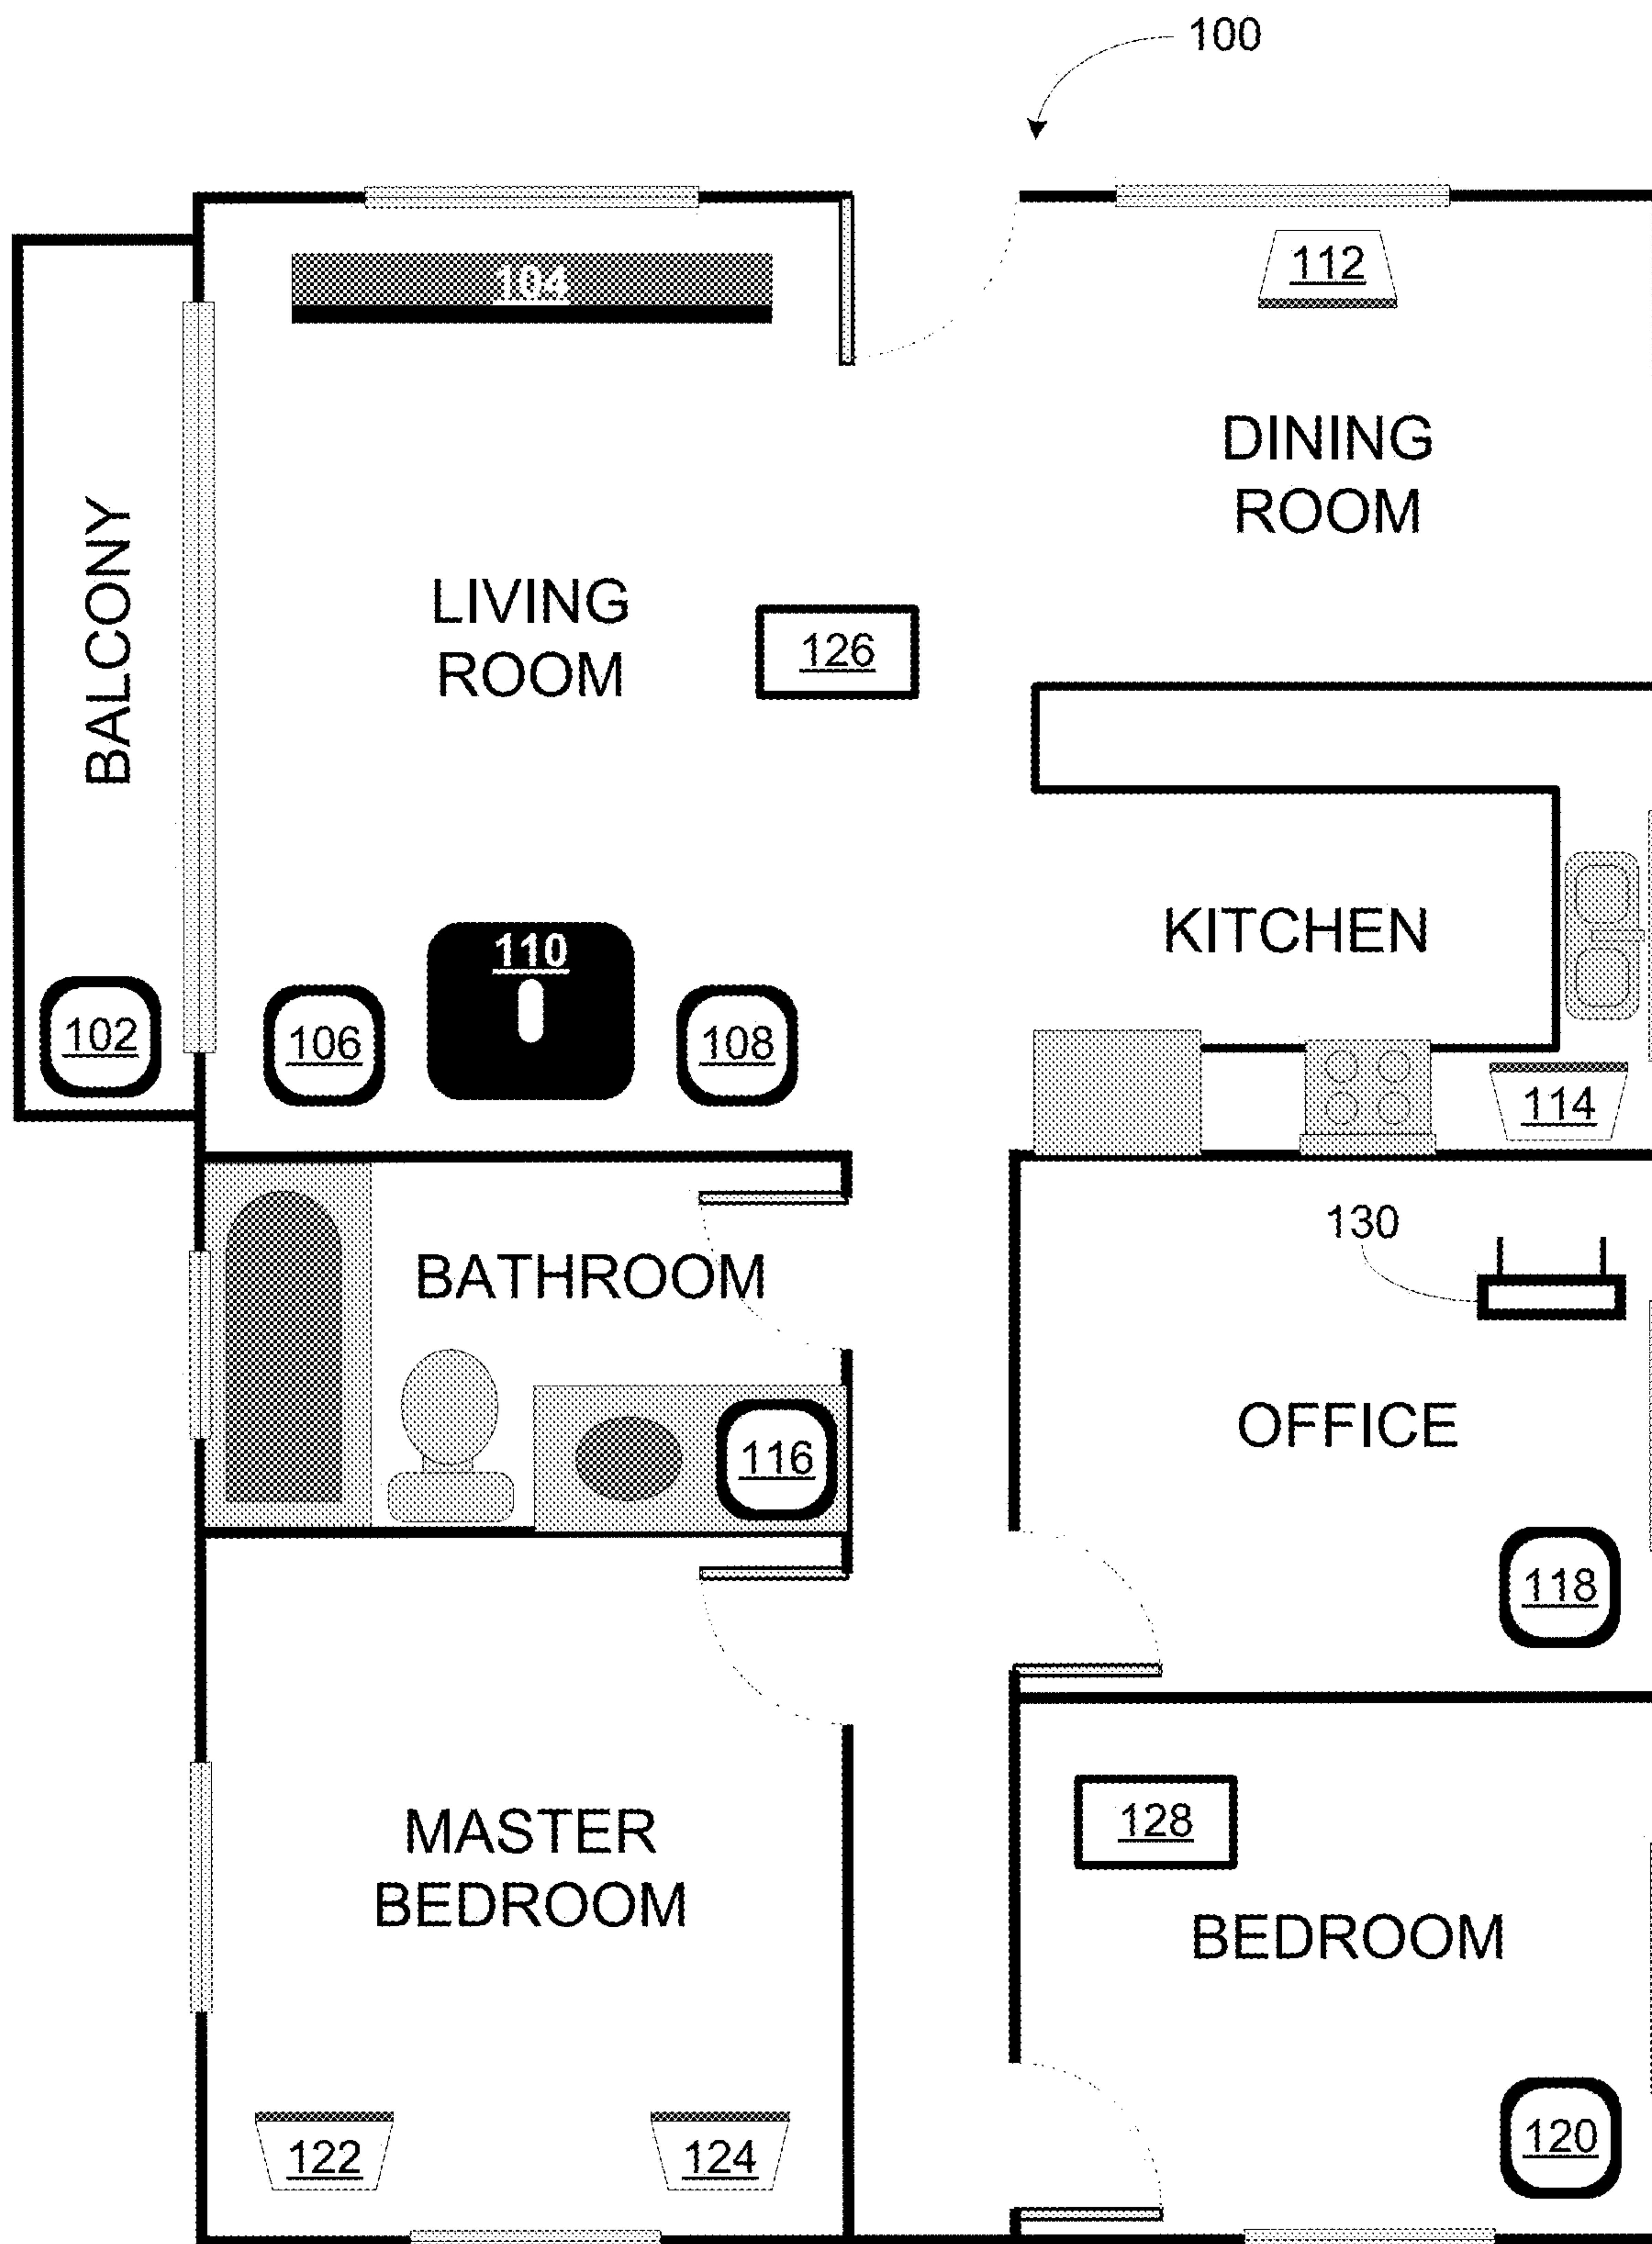 100
104
112
DINING
ROOM
BALCONY
LIVING
ROOM
126
KITCHEN
110
102
106
108
114
130
BATHROOM
OFFICE
116
118
128
MASTER
BEDROOM
BEDROOM
122
124
120